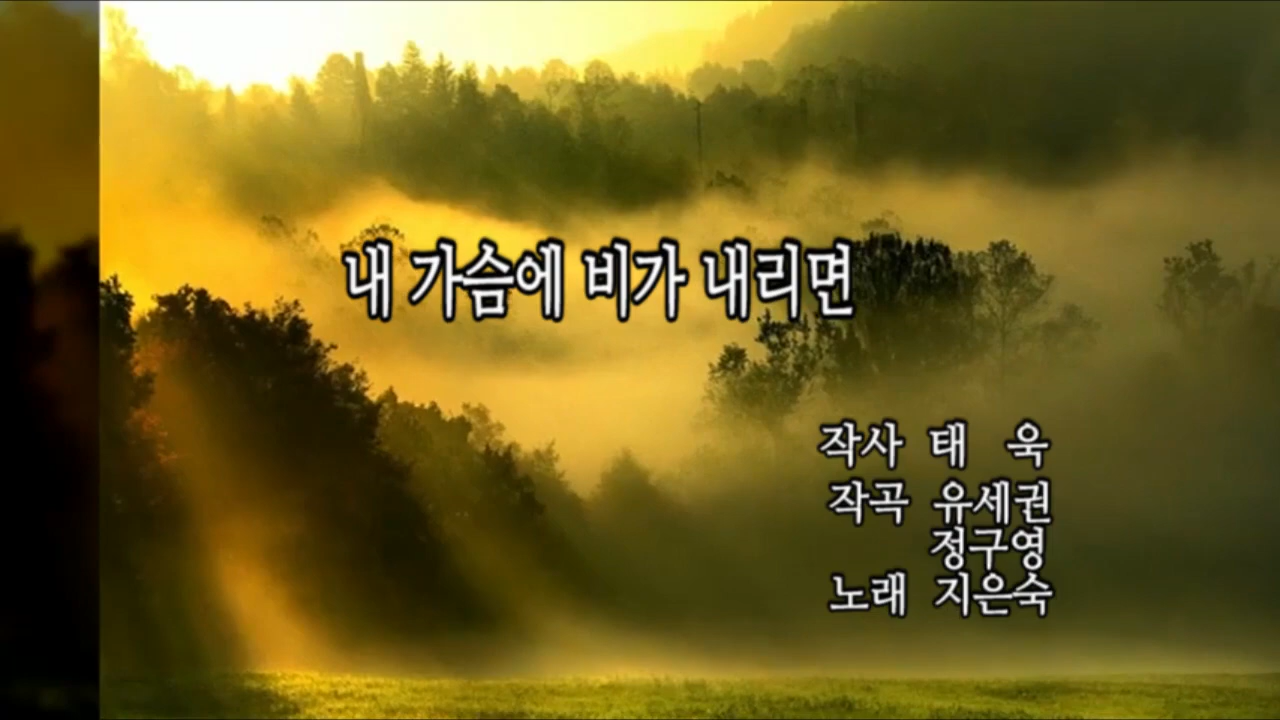 내 가슴에 비가 내리면
작사 태 욱
작곡 유세권
정구영
노래 지은숙